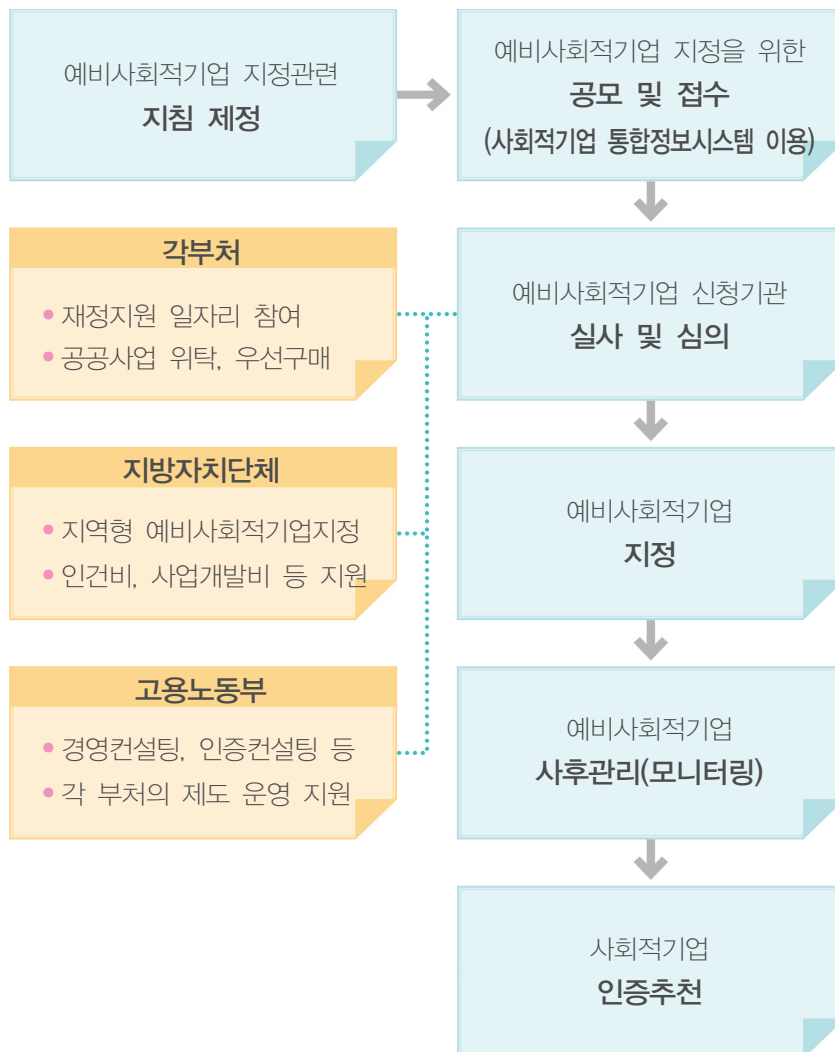 예비사회적기업 지정관련
지침 제정
예비사회적기업 지정을 위한
공모 및 접수
(사회적기업 통합정보시스템 이용)
각부처
• 재정지원 일자리 참여
• 공공사업 위탁, 우선구매
예비사회적기업 신청기관
실사 및 심의
지방자치단체
• 지역형 예비사회적기업지정
• 인건비, 사업개발비 등 지원
예비사회적기업
지정
고용노동부
• 경영컨설팅, 인증컨설팅 등
• 각 부처의 제도 운영 지원
예비사회적기업
사후관리(모니터링)
사회적기업
인증추천